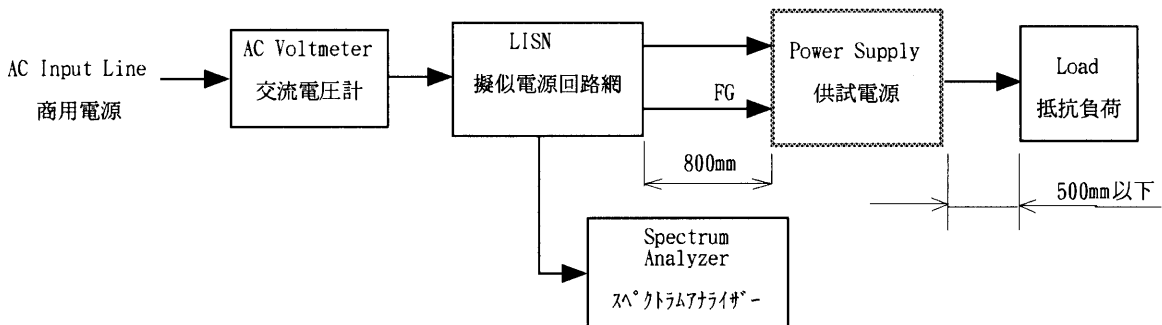 AC Input Line
商用電源
AC Voltmeter
交流電圧計
LISN
擬似電源回路網
FG
800mm
Power Supply
供試電源
Load
抵抗負荷
500mm以下
Spectrum
Analyzer
ｽﾍﾟｸﾄﾗﾑｱﾅﾗｲｻﾞｰ